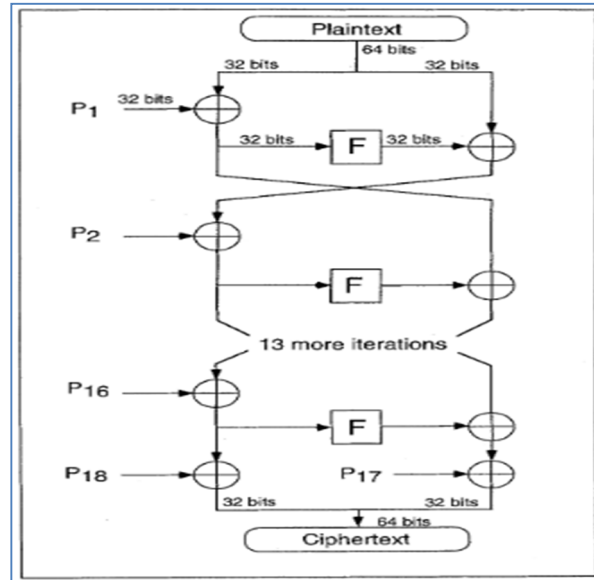 Plaintext
64 bits
32 bits 32 bits
P1 32 bits
32 bits F 32 bits
P2
F
13 more iterations
P16
F
P18 P17
32 bits 32 bits
64 bits
Ciphertext